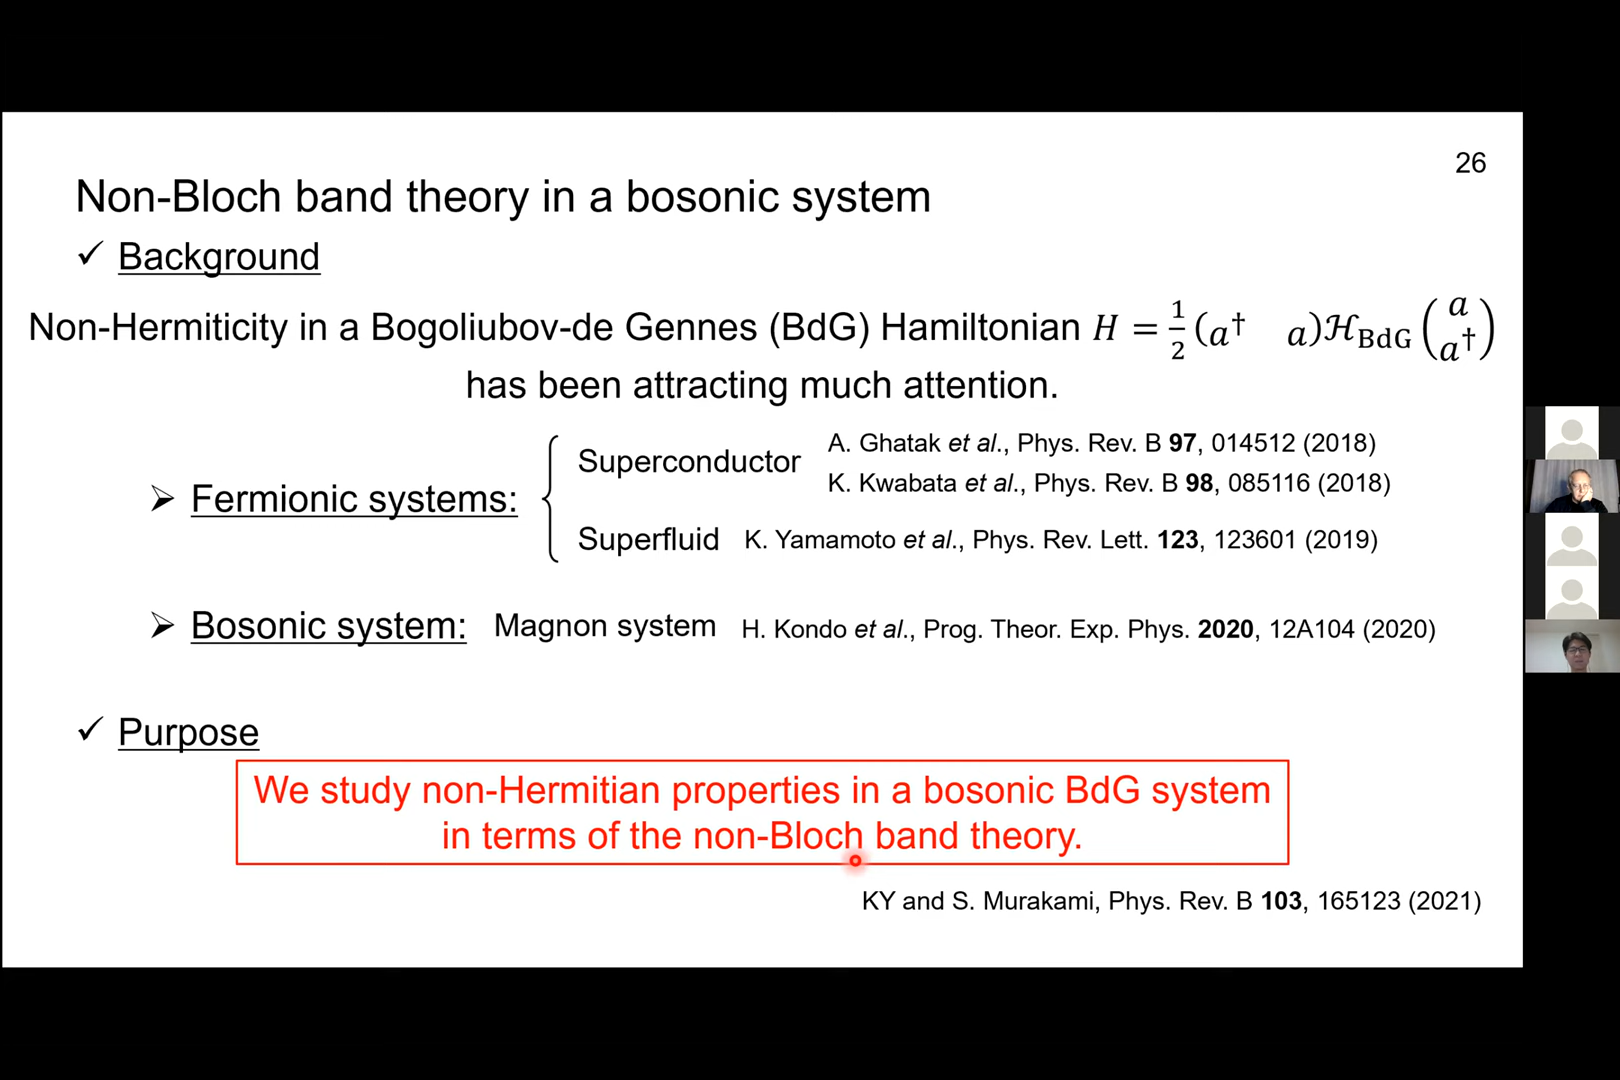 26
Non-Bloch band theory in a bosonic system
✓ Background
Non-Hermiticity in a Bogoliubov-de Gennes (BdG) Hamiltonian H = 1/2 (a† a)ℋ_BdG (a a†)
has been attracting much attention.
➢ Fermionic systems:
Superconductor
A. Ghatak et al., Phys. Rev. B 97, 014512 (2018)
K. Kwabata et al., Phys. Rev. B 98, 085116 (2018)
Superfluid K. Yamamoto et al., Phys. Rev. Lett. 123, 123601 (2019)
➢ Bosonic system: Magnon system H. Kondo et al., Prog. Theor. Exp. Phys. 2020, 12A104 (2020)
✓ Purpose
We study non-Hermitian properties in a bosonic BdG system
in terms of the non-Bloch band theory.
KY and S. Murakami, Phys. Rev. B 103, 165123 (2021)